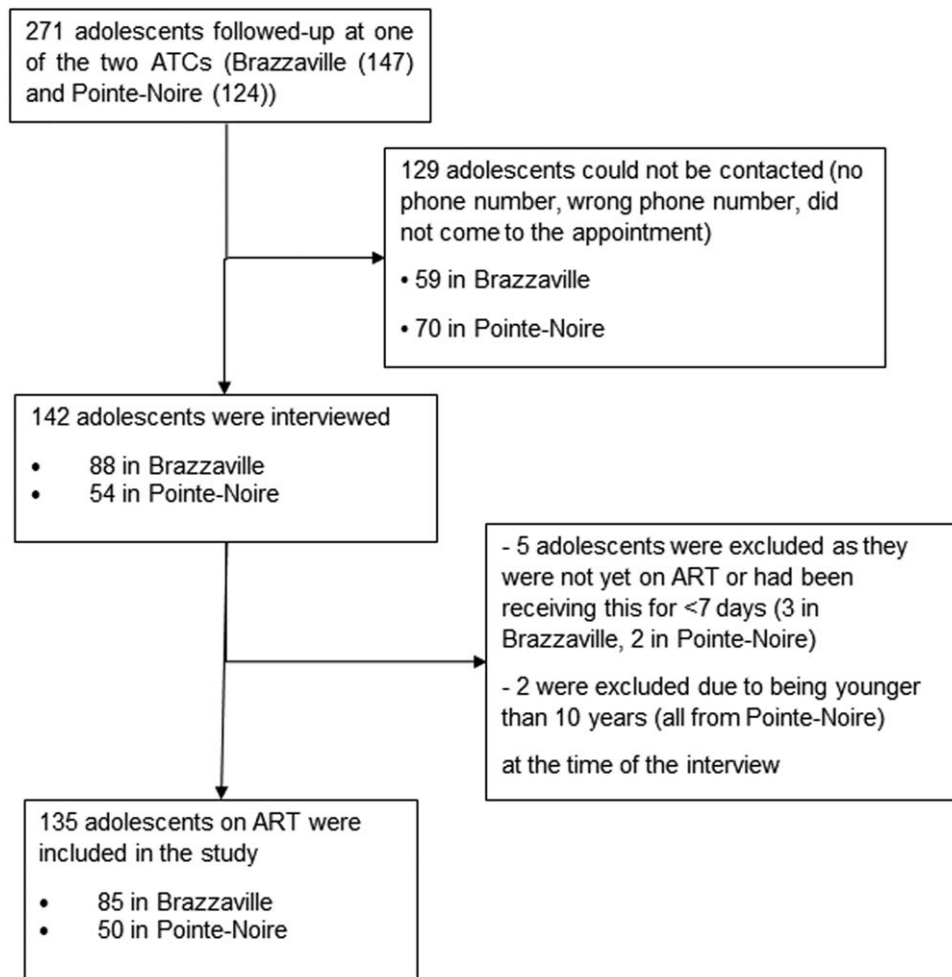 271 adolescents followed-up at one
of the two ATCs (Brazzaville (147)
and Pointe-Noire (124))
129 adolescents could not be contacted (no
phone number, wrong phone number, did
not come to the appointment)
• 59 in Brazzaville
• 70 in Pointe-Noire
142 adolescents were interviewed
• 88 in Brazzaville
• 54 in Pointe-Noire
- 5 adolescents were excluded as they
were not yet on ART or had been
receiving this for <7 days (3 in
Brazzaville, 2 in Pointe-Noire)
- 2 were excluded due to being younger
than 10 years (all from Pointe-Noire)
at the time of the interview
135 adolescents on ART were
included in the study
• 85 in Brazzaville
• 50 in Pointe-Noire